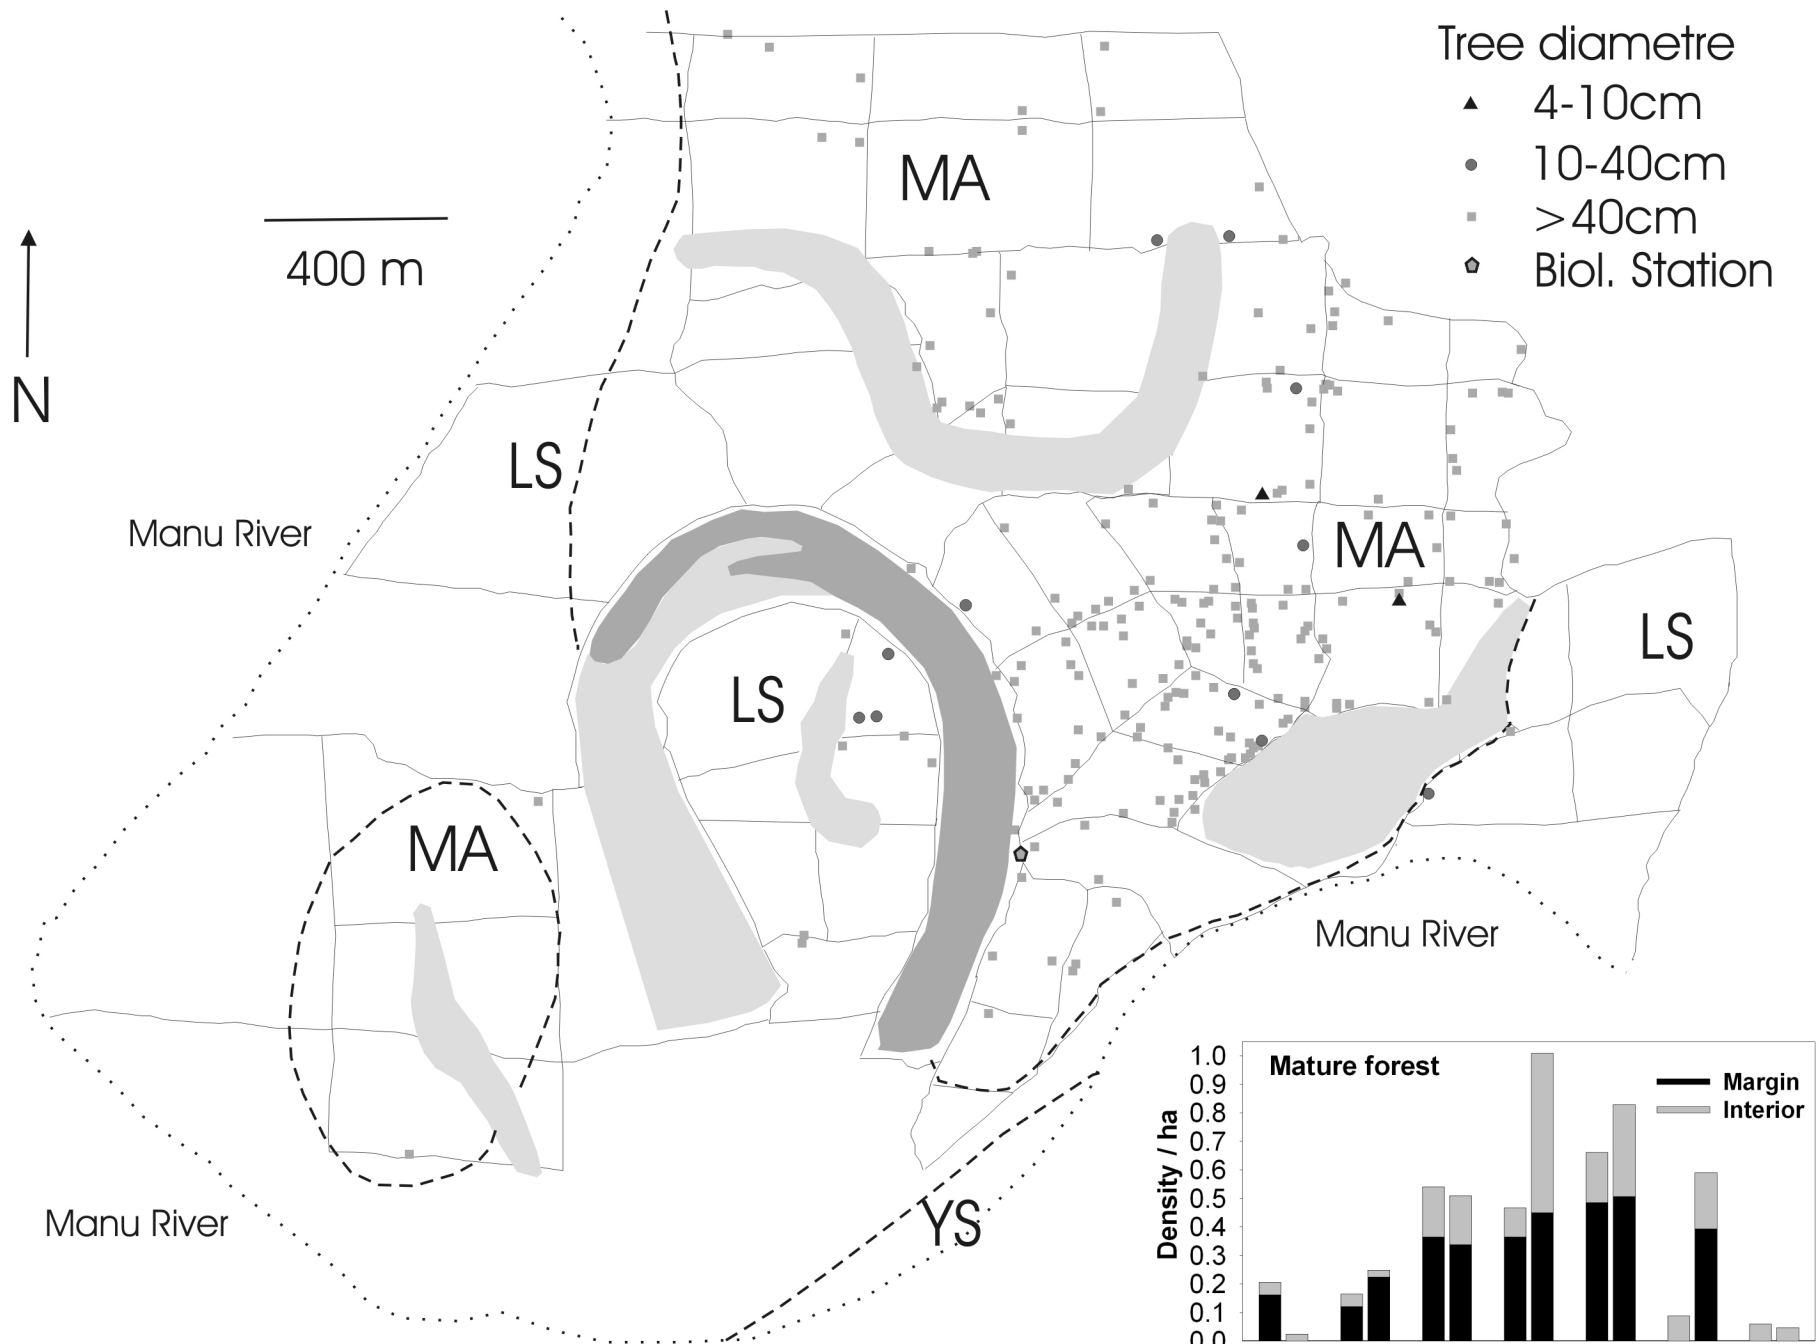 Tree diametre
4-10cm
10-40cm
>40cm
Biol. Station
MA
400 m
N
LS
Manu River
MA
LS
LS
MA
Manu River
Manu River
YS
Mature forest
Margin
Interior
Density / ha
1.0
0.9
0.8
0.7
0.6
0.5
0.4
0.3
0.2
0.1
0.0